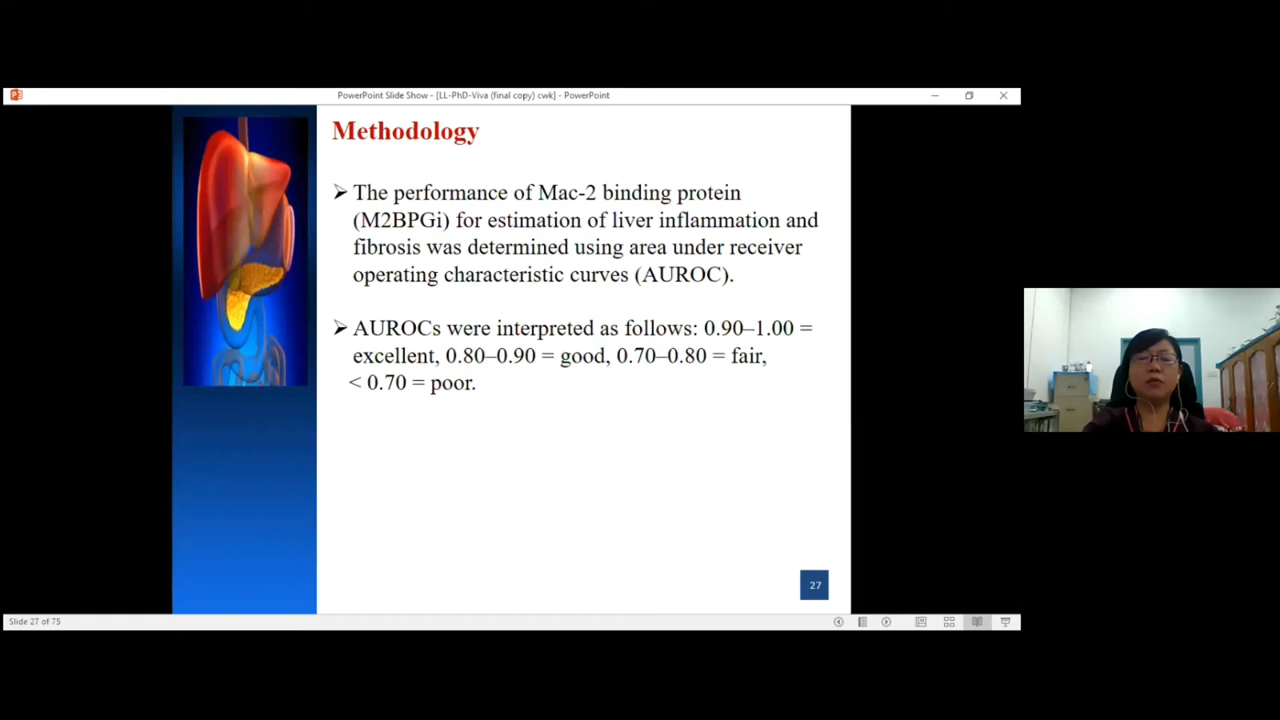 PowerPoint Slide Show - [LL-PhD-Viva (final copy) cwk] - PowerPoint
Methodology
➢ The performance of Mac-2 binding protein
(M2BPGi) for estimation of liver inflammation and
fibrosis was determined using area under receiver
operating characteristic curves (AUROC).
➢ AUROCs were interpreted as follows: 0.90–1.00 =
excellent, 0.80–0.90 = good, 0.70–0.80 = fair,
< 0.70 = poor.
27
Slide 27 of 75